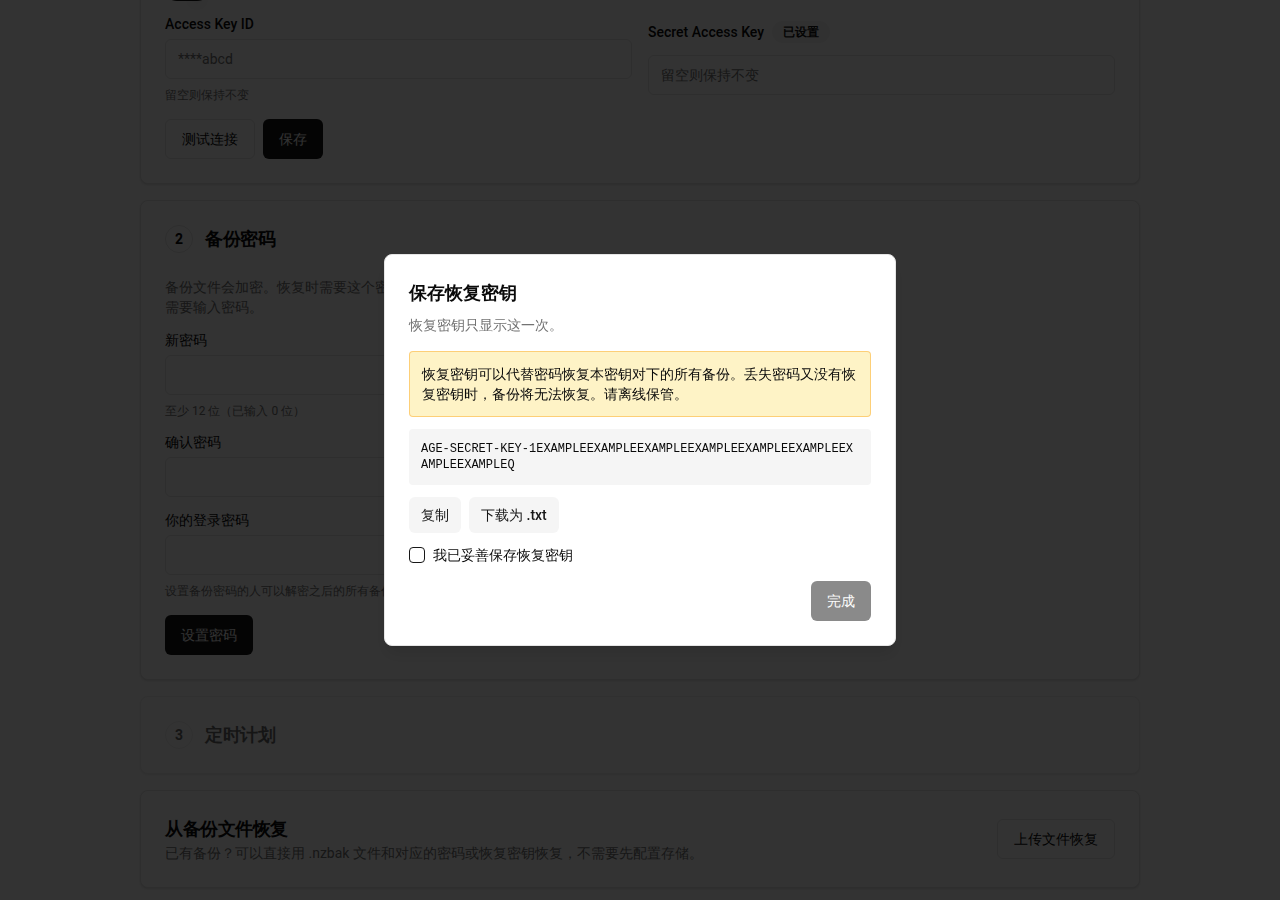 Access Key ID
Secret Access Key 已设置
****abcd
留空则保持不变
留空则保持不变
测试连接 保存
2 备份密码
备份文件会加密。恢复时需要这个密
需要输入密码。
新密码
至少 12 位（已输入 0 位）
确认密码
你的登录密码
设置备份密码的人可以解密之后的所有备份
设置密码
保存恢复密钥
恢复密钥只显示这一次。
恢复密钥可以代替密码恢复本密钥对下的所有备份。丢失密码又没有恢
复密钥时，备份将无法恢复。请离线保管。
AGE-SECRET-KEY-1EXAMPLEEXAMPLEEXAMPLEEXAMPLEEXAMPLEEXAMPLEEX
AMPLEEXAMPLEQ
复制 下载为 .txt
我已妥善保存恢复密钥
完成
3 定时计划
从备份文件恢复
已有备份？可以直接用 .nzbak 文件和对应的密码或恢复密钥恢复，不需要先配置存储。
上传文件恢复